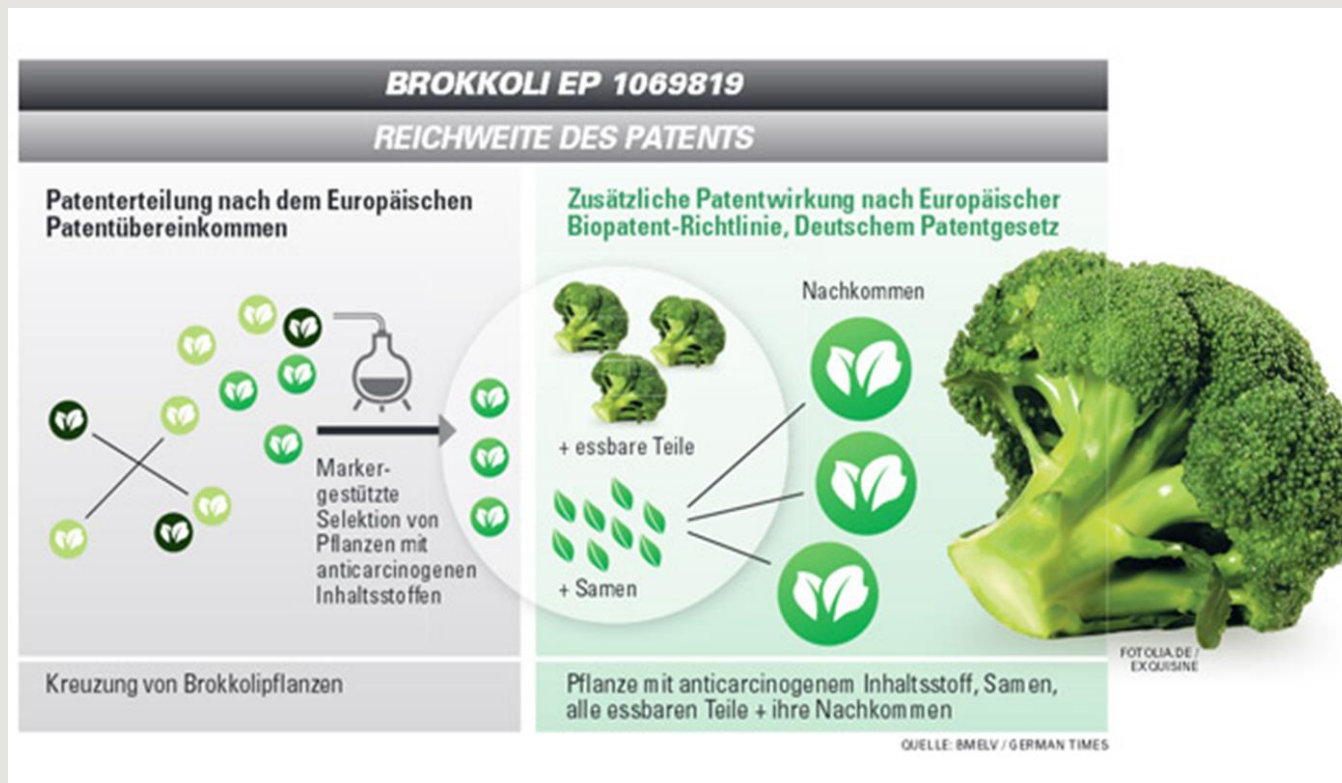 BROKKOLI EP 1069819
REICHWEITE DES PATENTS
Patenterteilung nach dem Europäischen
Patentübereinkommen
Marker-
gestützte
Selektion von
Pflanzen mit
anticarcinogenen
Inhaltsstoffen
Kreuzung von Brokkolipflanzen
Zusätzliche Patentwirkung nach Europäischer
Biopatent-Richtlinie, Deutschem Patentgesetz
Nachkommen
+ essbare Teile
+ Samen
Pflanze mit anticarcinogenem Inhaltsstoff, Samen,
alle essbaren Teile + ihre Nachkommen
FOTOLIA.DE /
EXQUISINE
QUELLE: BMELV / GERMAN TIMES